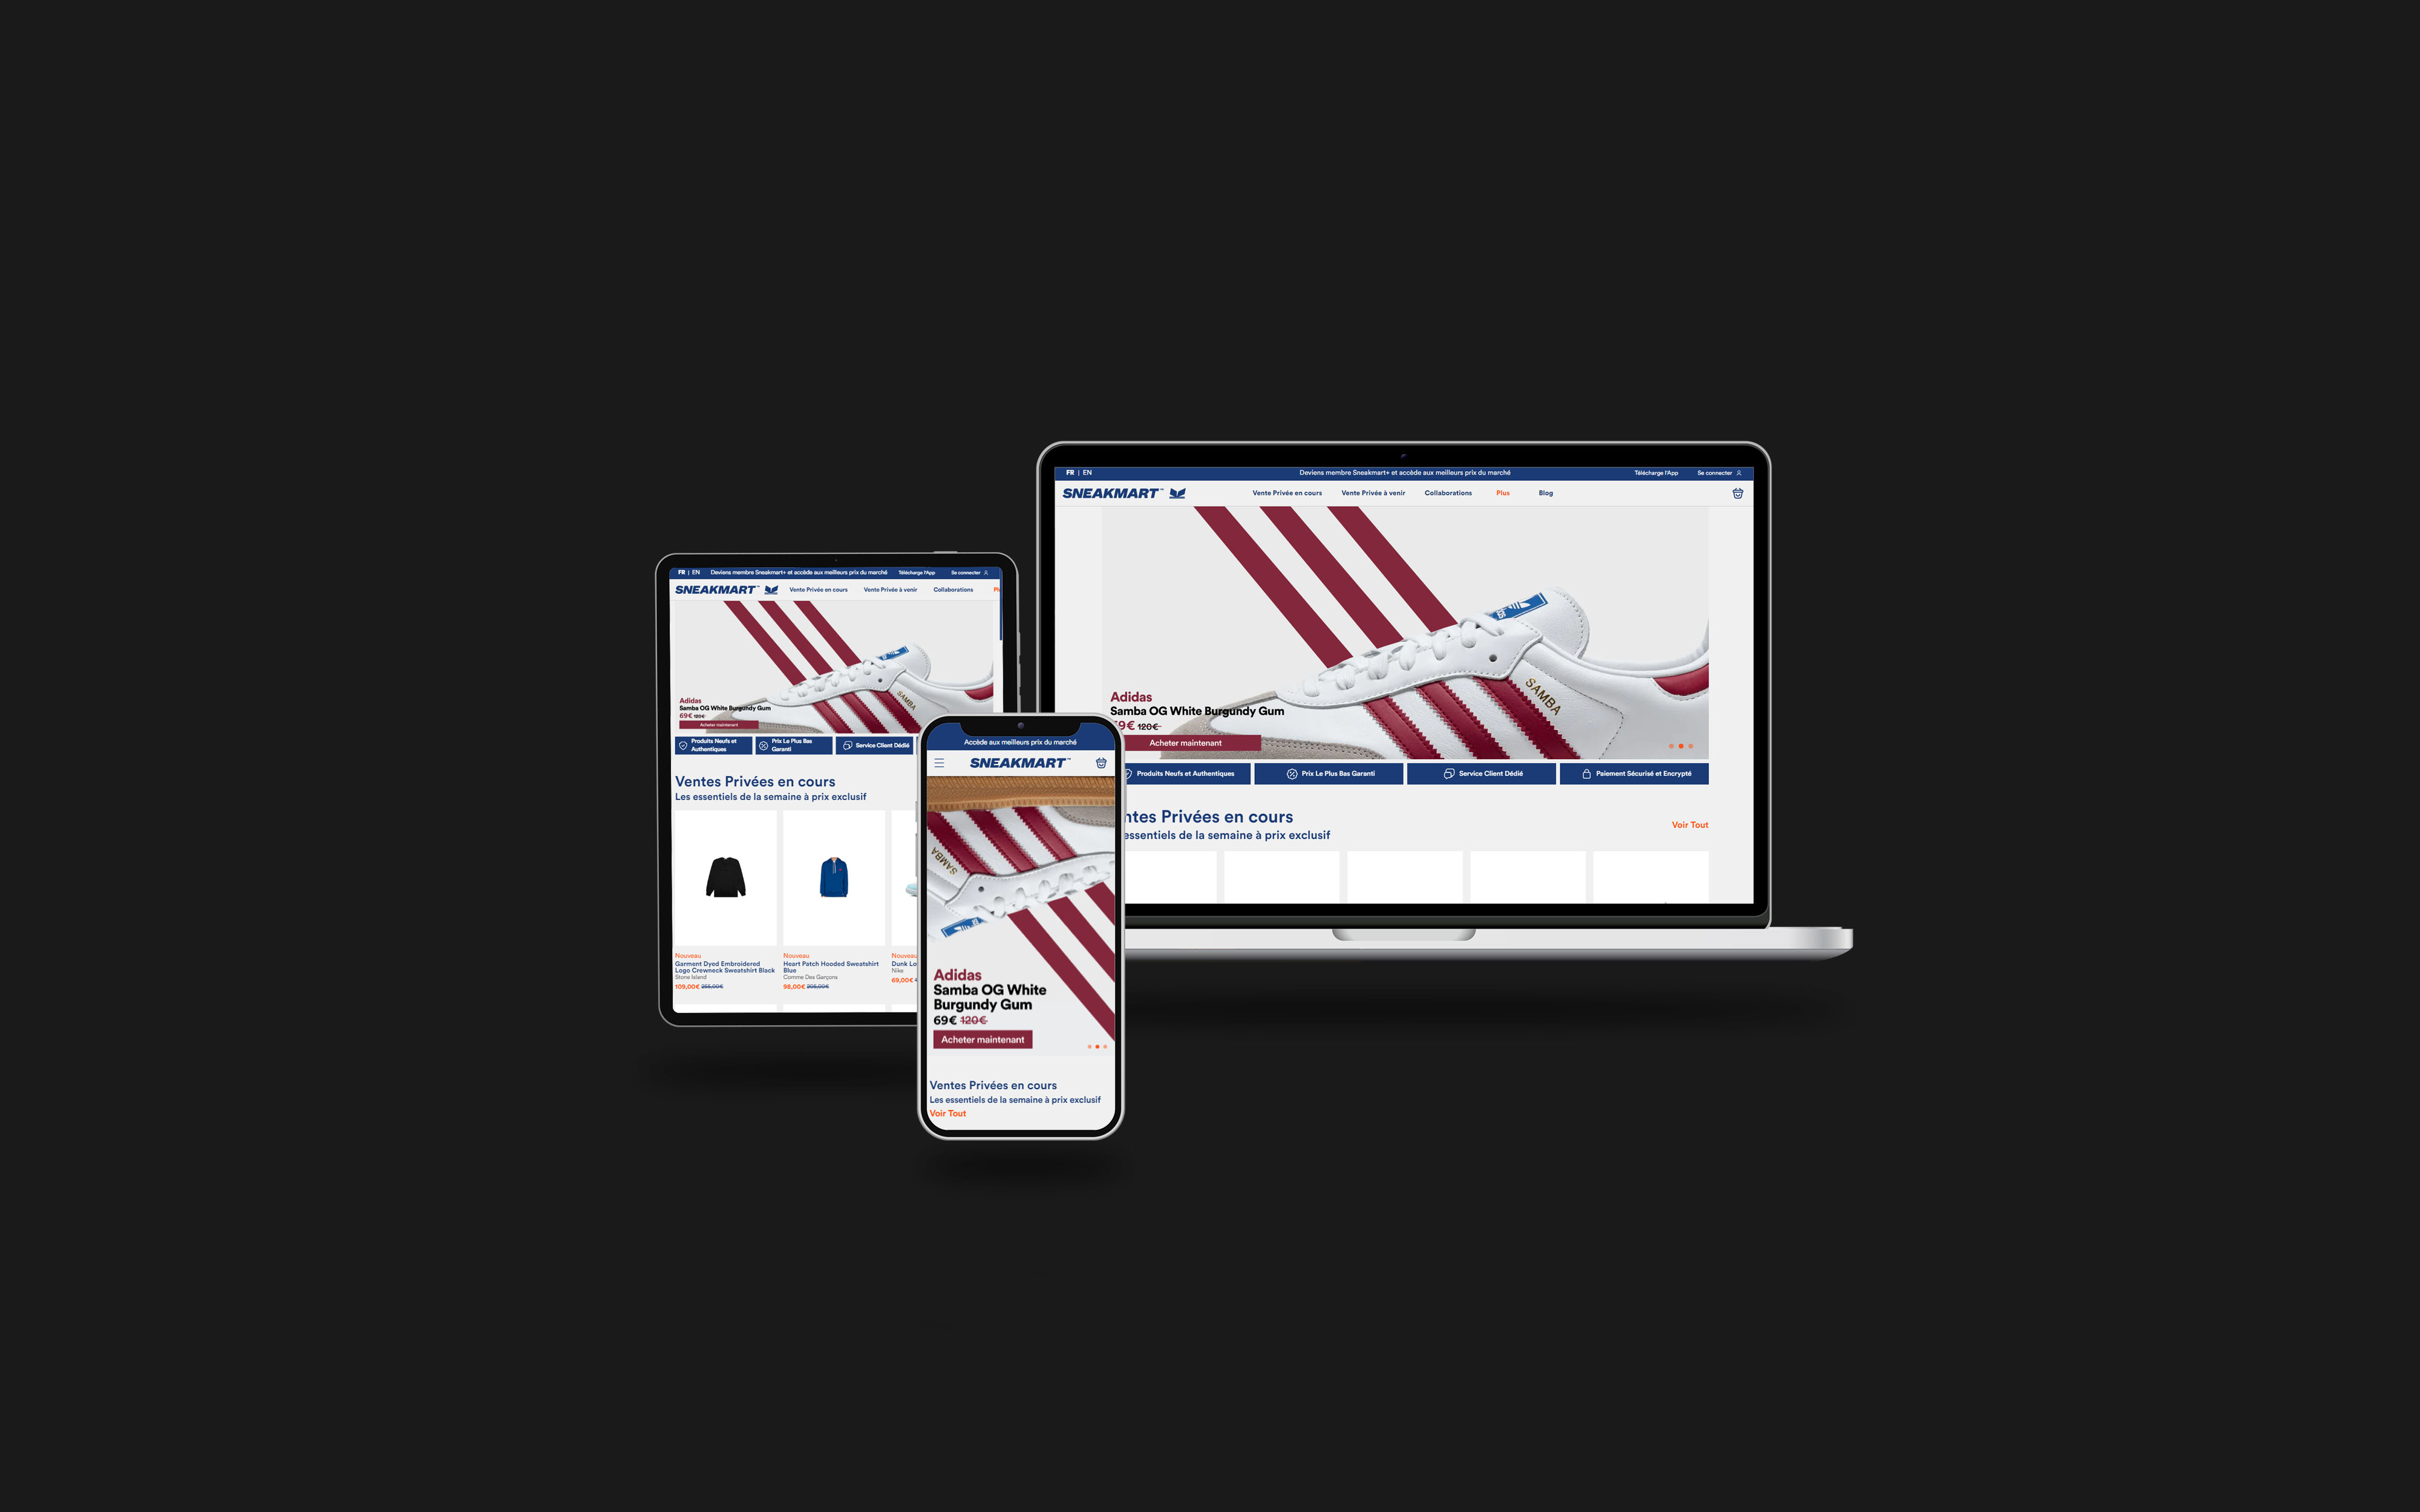 FR | EN
Deviens membre Sneakmart+ et accède aux meilleurs prix du marché
Télécharge l'App
Se connecter
SNEAKMART™
Vente Privée en cours
Vente Privée à venir
Collaborations
Adidas
Samba OG White Burgundy Gum
69€ 120€
Acheter maintenant
SAMBA
Produits Neufs et
Authentiques
Prix Le Plus Bas
Garanti
Service Client Dédié
Ventes Privées en cours
Les essentiels de la semaine à prix exclusif
Nouveau
Garment Dyed Embroidered
Logo Crewneck Sweatshirt Black
Stone Island
109,00€ 255,00€
Nouveau
Heart Patch Hooded Sweatshirt
Blue
Comme Des Garçons
98,00€ 205,00€
Nouveau
Dunk Lo
Nike
69,00€
Accède aux meilleurs prix du marché
SNEAKMART™
SAMBA
Adidas
Samba OG White
Burgundy Gum
69€ 120€
Acheter maintenant
Ventes Privées en cours
Les essentiels de la semaine à prix exclusif
Voir Tout
FR | EN
Deviens membre Sneakmart+ et accède aux meilleurs prix du marché
Télécharge l'App
Se connecter
SNEAKMART™
Vente Privée en cours
Vente Privée à venir
Collaborations
Plus
Blog
SAMBA
Adidas
Samba OG White Burgundy Gum
9€ 120€
Acheter maintenant
Produits Neufs et Authentiques
Prix Le Plus Bas Garanti
Service Client Dédié
Paiement Sécurisé et Encrypté
ntes Privées en cours
essentiels de la semaine à prix exclusif
Voir Tout